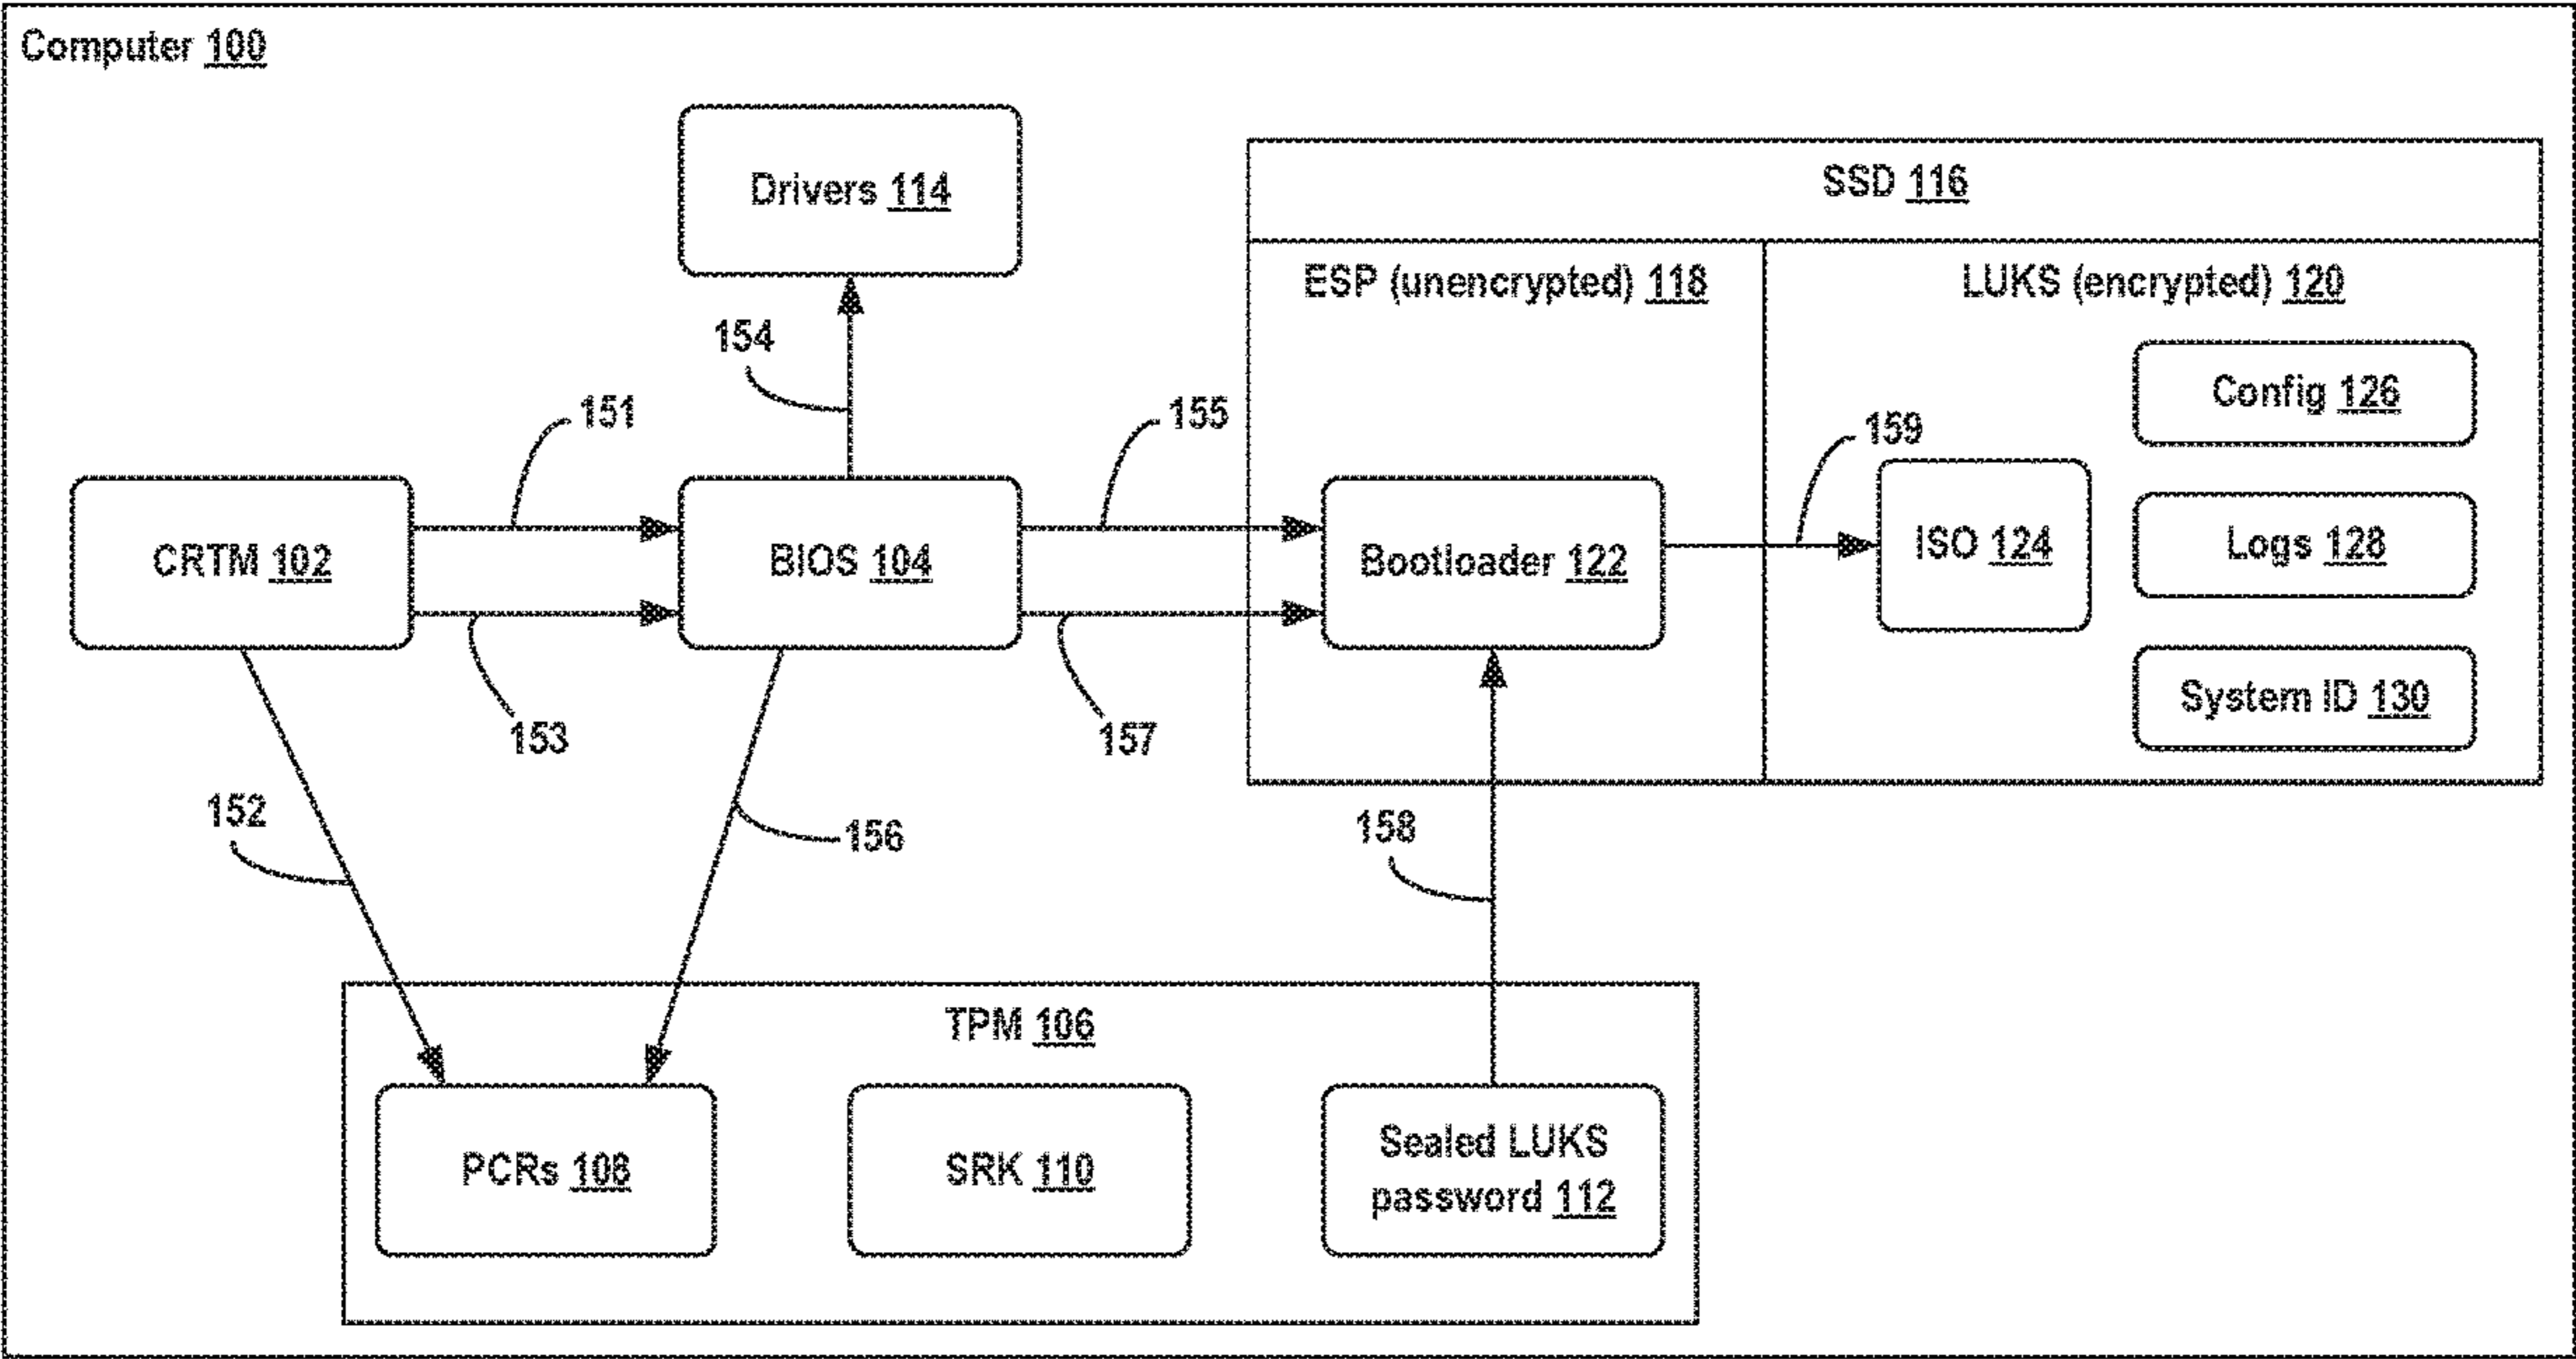 Computer 100
Drivers 114
SSD 116
ESP (unencrypted) 118
LUKS (encrypted) 120
154
151
155
159
Config 126
CRTM 102
BIOS 104
Bootloader 122
ISO 124
Logs 128
153
157
System ID 130
152
156
158
TPM 106
PCRs 108
SRK 110
Sealed LUKS
password 112